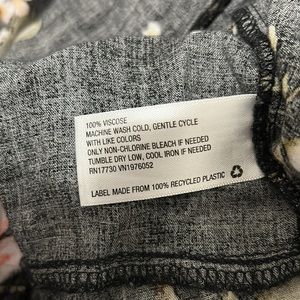 100% VISCOSE
MACHINE WASH COLD, GENTLE CYCLE
WITH LIKE COLORS
ONLY NON-CHLORINE BLEACH IF NEEDED
TUMBLE DRY LOW, COOL IRON IF NEEDED
RN17730 VN1976052
LABEL MADE FROM 100% RECYCLED PLASTIC